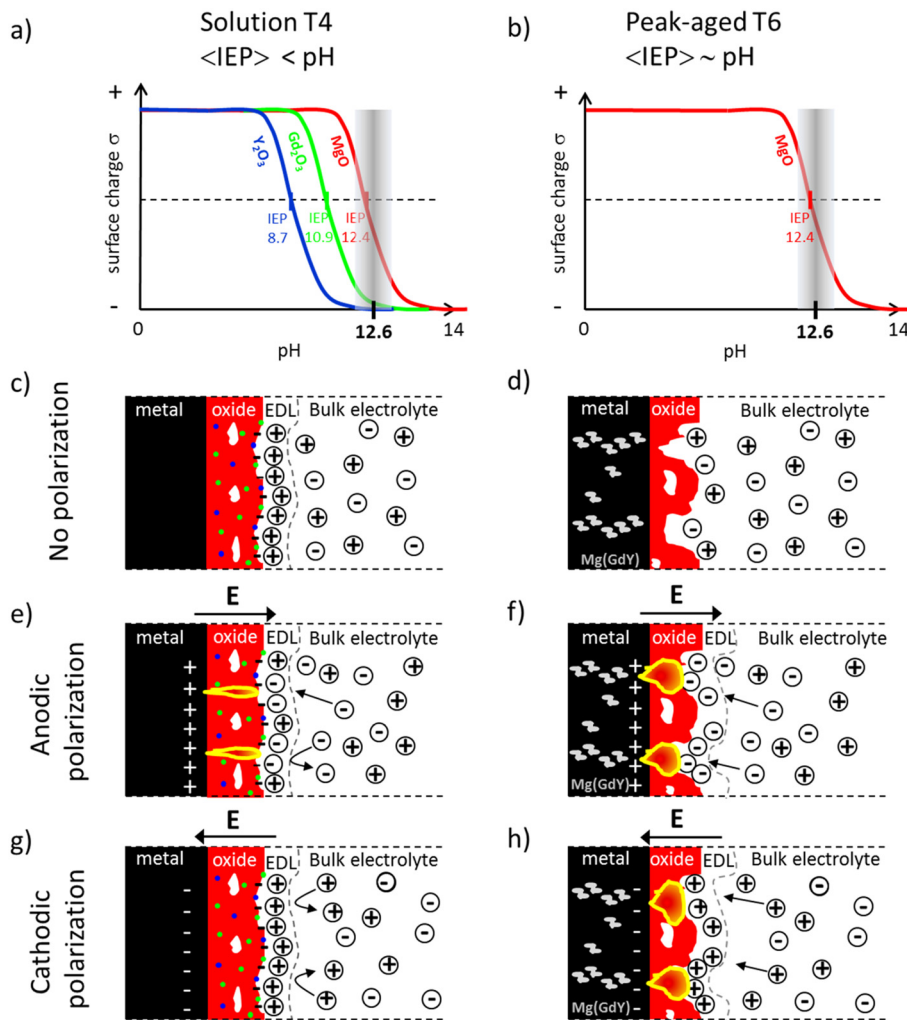 a)
Solution T4
<IEP> < pH
b)
Peak-aged T6
<IEP> ~ pH
+
surface charge σ
-
Y₂O₃
Gd₂O₃
MgO
IEP
8.7
IEP
10.9
IEP
12.4
0
12.6
14
pH
+
surface charge σ
-
MgO
IEP
12.4
0
12.6
14
pH
No polarization
c)
metal
oxide
EDL
Bulk electrolyte
d)
metal
oxide
Bulk electrolyte
Mg(GdY)
Anodic
polarization
e)
E
metal
oxide
EDL
Bulk electrolyte
f)
E
metal
oxide
EDL
Bulk electrolyte
Mg(GdY)
Cathodic
polarization
g)
E
metal
oxide
EDL
Bulk electrolyte
h)
E
metal
oxide
EDL
Bulk electrolyte
Mg(GdY)